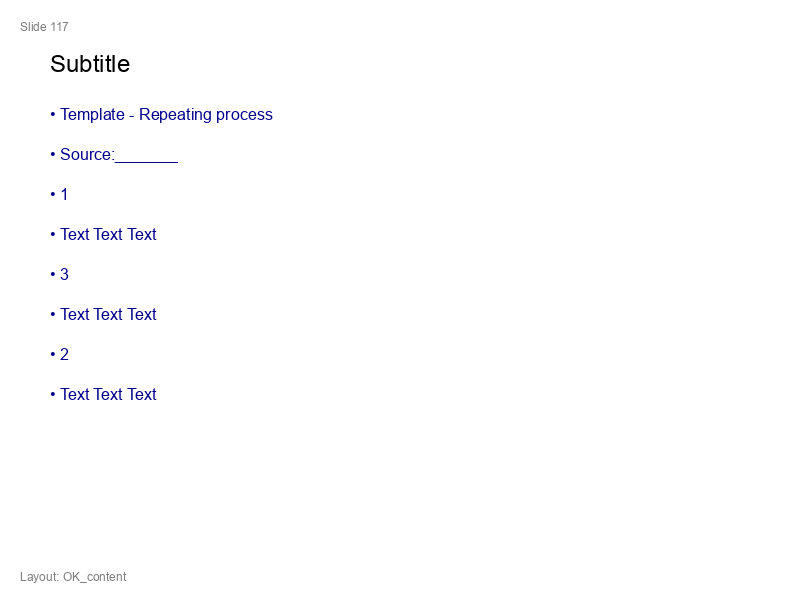 Slide 117
Subtitle
• Template - Repeating process
• Source:_______
• 1
• Text Text Text
• 3
• Text Text Text
• 2
• Text Text Text
Layout: OK_content